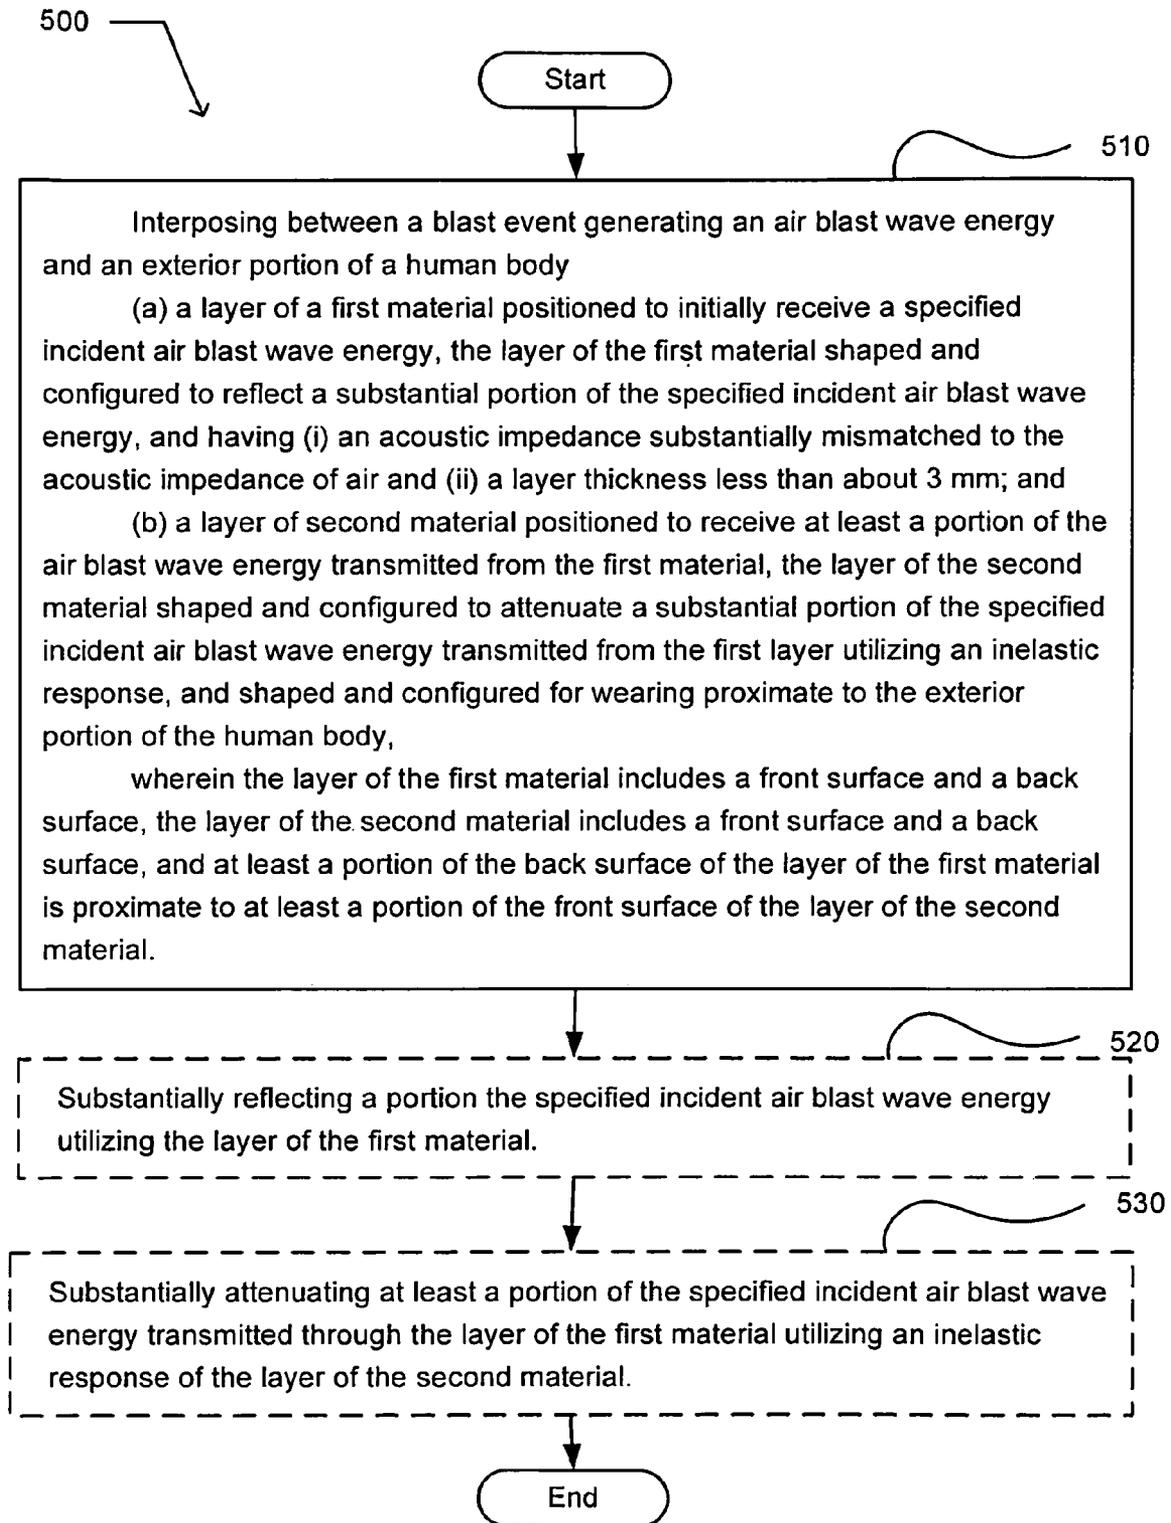 500
Start
510
Interposing between a blast event generating an air blast wave energy
and an exterior portion of a human body
(a) a layer of a first material positioned to initially receive a specified
incident air blast wave energy, the layer of the first material shaped and
configured to reflect a substantial portion of the specified incident air blast wave
energy, and having (i) an acoustic impedance substantially mismatched to the
acoustic impedance of air and (ii) a layer thickness less than about 3 mm; and
(b) a layer of second material positioned to receive at least a portion of the
air blast wave energy transmitted from the first material, the layer of the second
material shaped and configured to attenuate a substantial portion of the specified
incident air blast wave energy transmitted from the first layer utilizing an inelastic
response, and shaped and configured for wearing proximate to the exterior
portion of the human body,
wherein the layer of the first material includes a front surface and a back
surface, the layer of the second material includes a front surface and a back
surface, and at least a portion of the back surface of the layer of the first material
is proximate to at least a portion of the front surface of the layer of the second
material.
520
Substantially reflecting a portion the specified incident air blast wave energy
utilizing the layer of the first material.
530
Substantially attenuating at least a portion of the specified incident air blast wave
energy transmitted through the layer of the first material utilizing an inelastic
response of the layer of the second material.
End